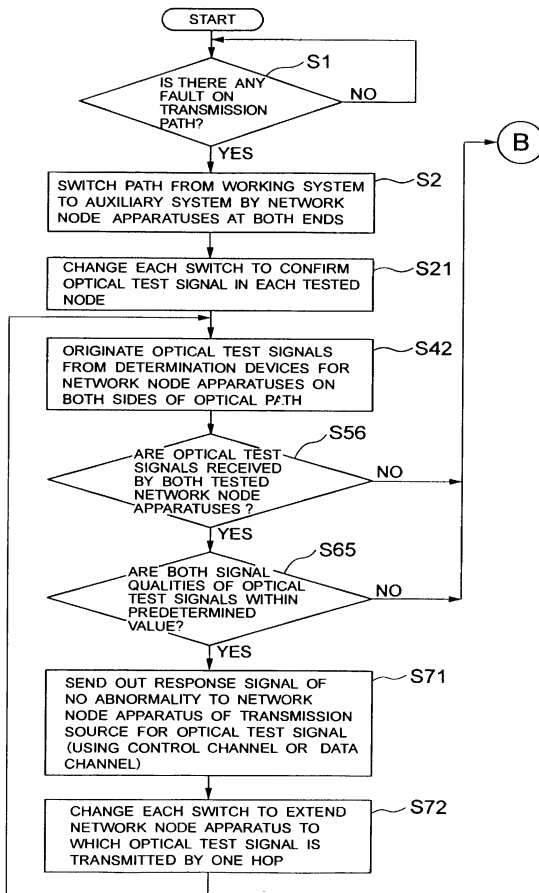 START
S1
IS THERE ANY
FAULT ON
TRANSMISSION
PATH?
NO
YES
B
S2
SWITCH PATH FROM WORKING SYSTEM
TO AUXILIARY SYSTEM BY NETWORK
NODE APPARATUSES AT BOTH ENDS
S21
CHANGE EACH SWITCH TO CONFIRM
OPTICAL TEST SIGNAL IN EACH TESTED
NODE
S42
ORIGINATE OPTICAL TEST SIGNALS
FROM DETERMINATION DEVICES FOR
NETWORK NODE APPARATUSES ON
BOTH SIDES OF OPTICAL PATH
S56
ARE OPTICAL TEST
SIGNALS RECEIVED
BY BOTH TESTED
NETWORK NODE
APPARATUSES ?
NO
YES
S65
ARE BOTH SIGNAL
QUALITIES OF OPTICAL
TEST SIGNALS WITHIN
PREDETERMINED
VALUE?
NO
YES
S71
SEND OUT RESPONSE SIGNAL OF
NO ABNORMALITY TO NETWORK
NODE APPARATUS OF TRANSMISSION
SOURCE FOR OPTICAL TEST SIGNAL
(USING CONTROL CHANNEL OR DATA
CHANNEL)
S72
CHANGE EACH SWITCH TO EXTEND
NETWORK NODE APPARATUS TO
WHICH OPTICAL TEST SIGNAL IS
TRANSMITTED BY ONE HOP